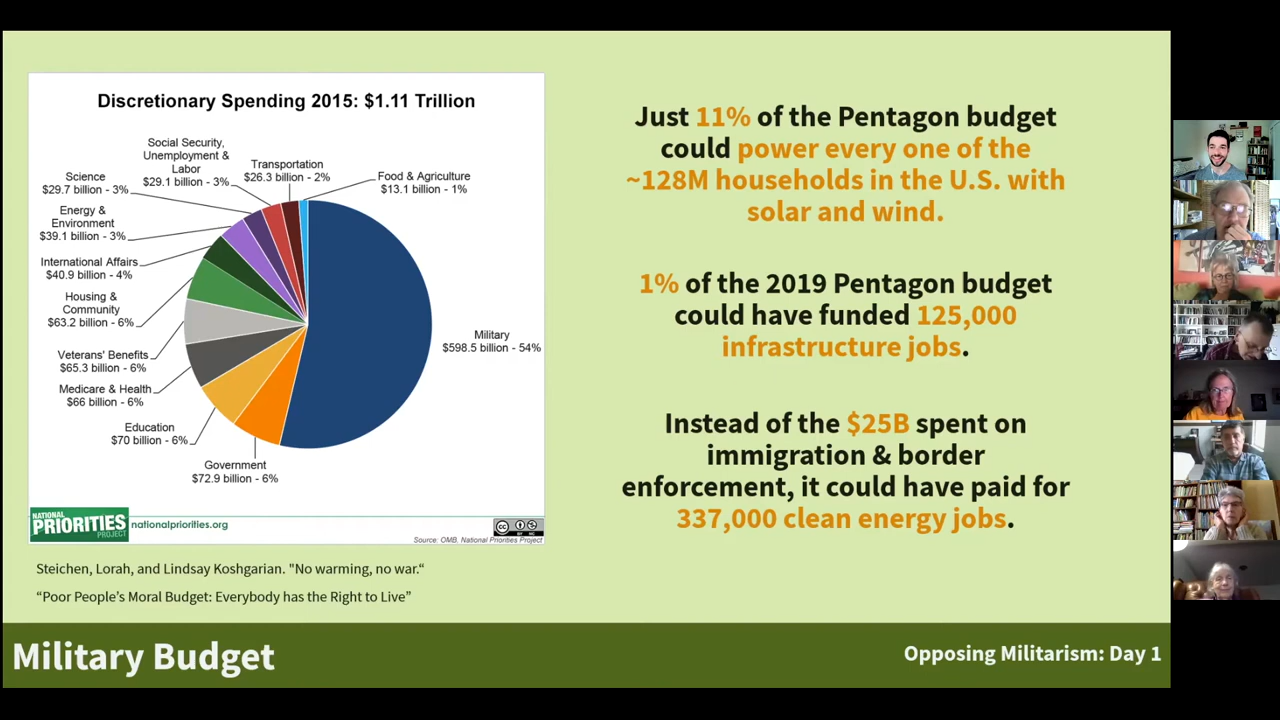 Discretionary Spending 2015: $1.11 Trillion
Social Security,
Unemployment &
Labor
$29.1 billion - 3%
Transportation
$26.3 billion - 2%
Food & Agriculture
$13.1 billion - 1%
Science
$29.7 billion - 3%
Energy &
Environment
$39.1 billion - 3%
International Affairs
$40.9 billion - 4%
Housing &
Community
$63.2 billion - 6%
Military
$598.5 billion - 54%
Veterans' Benefits
$65.3 billion - 6%
Medicare & Health
$66 billion - 6%
Education
$70 billion - 6%
Government
$72.9 billion - 6%
NATIONAL
PRIORITIES
PROJECT
nationalpriorities.org
Source: OMB, National Priorities Project
Steichen, Lorah, and Lindsay Koshgarian. "No warming, no war.“
“Poor People’s Moral Budget: Everybody has the Right to Live”
Just 11% of the Pentagon budget
could power every one of the
~128M households in the U.S. with
solar and wind.
1% of the 2019 Pentagon budget
could have funded 125,000
infrastructure jobs.
Instead of the $25B spent on
immigration & border
enforcement, it could have paid for
337,000 clean energy jobs.
Military Budget
Opposing Militarism: Day 1